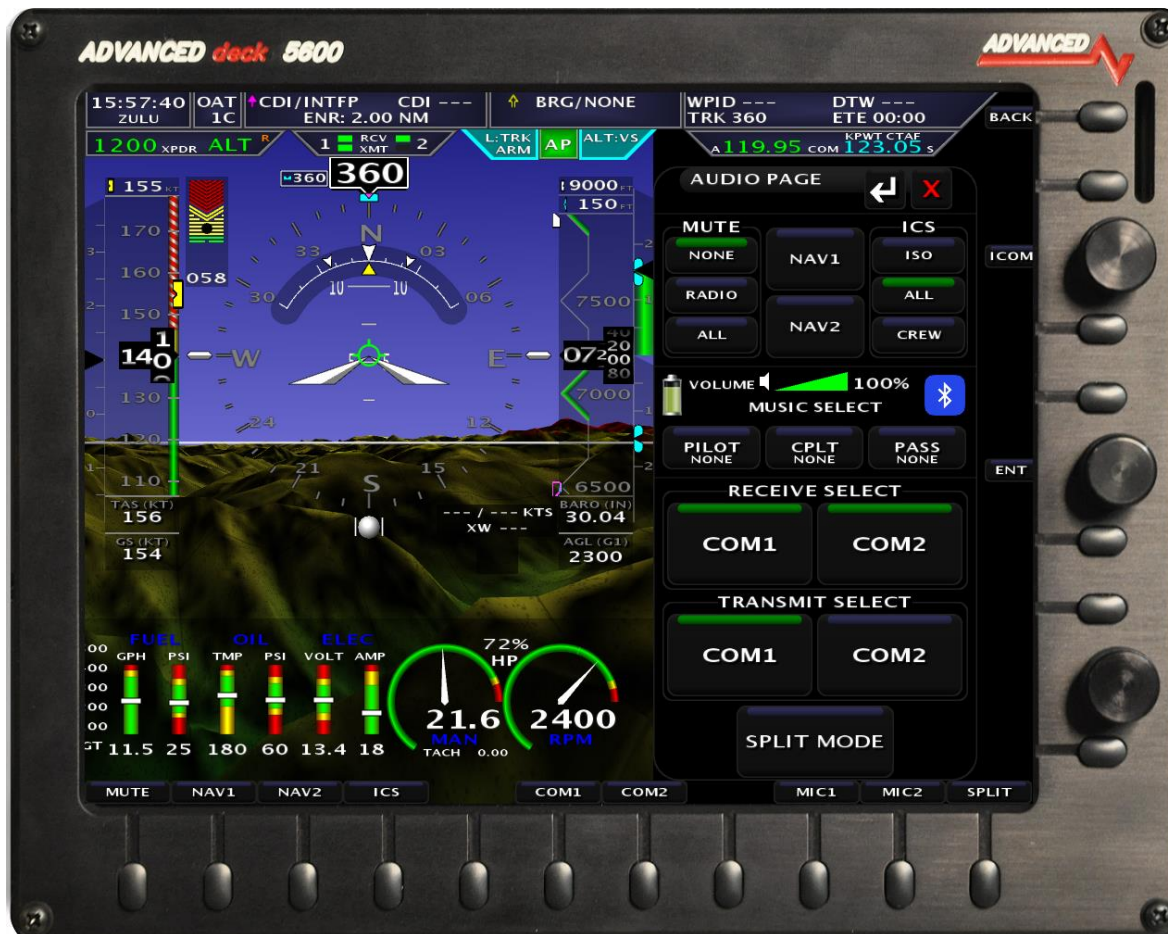 ADVANCED deck 5600
ADVANCED
15:57:40
ZULU
OAT
1C
CDI/INTFP CDI ---
ENR: 2.00 NM
BRG/NONE
WPID --- DTW ---
TRK 360 ETE 00:00
BACK
1200 XPDR ALT R
1 RCV 2
XMT
L:TRK
ARM
AP
ALT:VS
KPWT CTAF
A 119.95 COM 123.05 S
360
360
155 KT
9000 FT
150 FT
AUDIO PAGE
X
MUTE
NONE
RADIO
ALL
NAV1
NAV2
ICS
ISO
ALL
CREW
ICOM
170
160
150
130
120
110
058
N
33
03
30
06
10 10
W
E
24
12
21
15
S
7500
7000
6500
VOLUME 100%
MUSIC SELECT
PILOT
NONE
CPLT
NONE
PASS
NONE
ENT
TAS (KT)
156
GS (KT)
154
--- / --- KTS
XW ---
BARO (IN)
30.04
AGL (G1)
2300
RECEIVE SELECT
COM1 COM2
TRANSMIT SELECT
COM1 COM2
SPLIT MODE
FUEL OIL ELEC
GPH PSI TMP PSI VOLT AMP
11.5 25 180 60 13.4 18
72%
HP
21.6
MAN
2400
RPM
TACH 0.00
MUTE NAV1 NAV2 ICS COM1 COM2 MIC1 MIC2 SPLIT